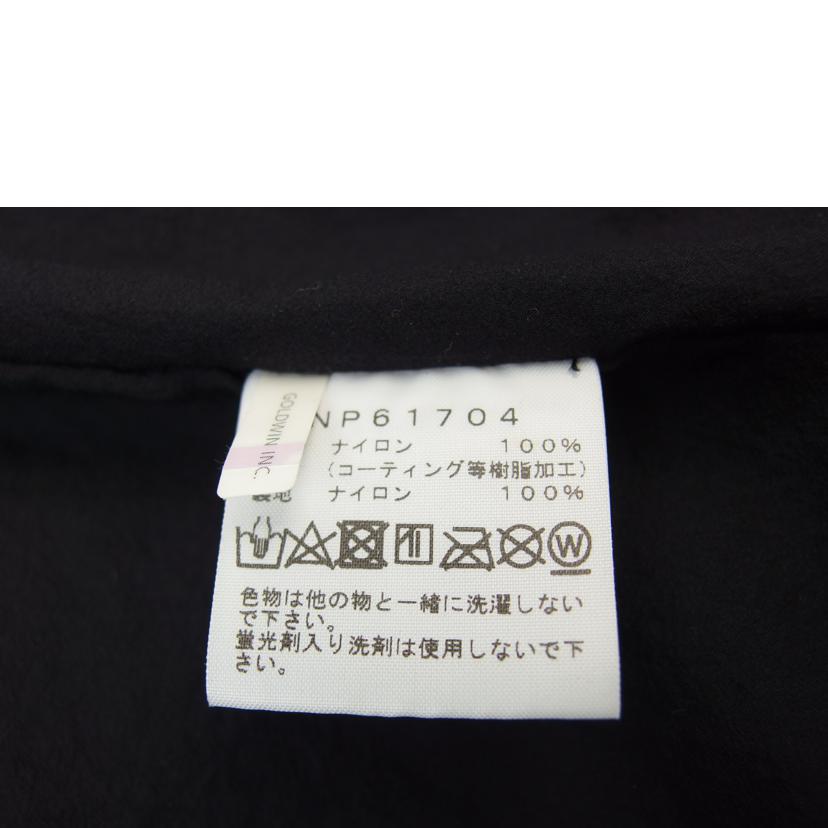 GOLDWIN INC.
NP61704
ナイロン 100%
(コーティング等樹脂加工)
裏地 ナイロン 100%
W
色物は他の物と一緒に洗濯しない
で下さい。
蛍光剤入り洗剤は使用しないで下
さい。